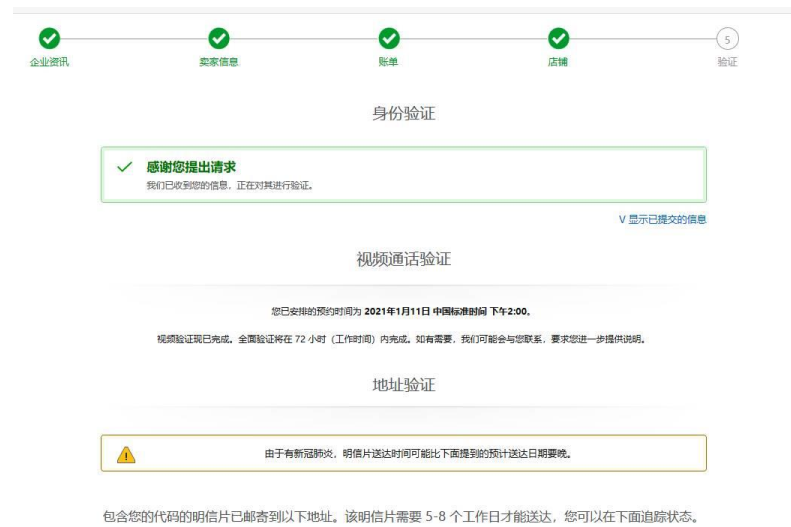 5
企业资讯 卖家信息 账单 店铺 验证
身份验证
感谢您提出请求
我们已收到您的信息，正在对其进行验证。
V 显示已提交的信息
视频通话验证
您已安排的预约时间为 2021年1月11日 中国标准时间 下午2:00。
视频验证现已完成。全面验证将在 72 小时（工作时间）内完成。如有需要，我们可能会与您联系，要求您进一步提供说明。
地址验证
由于有新冠肺炎，明信片送达时间可能比下面提到的预计送达日期要晚。
包含您的代码的明信片已邮寄到以下地址。该明信片需要 5-8 个工作日才能送达，您可以在下面追踪状态。